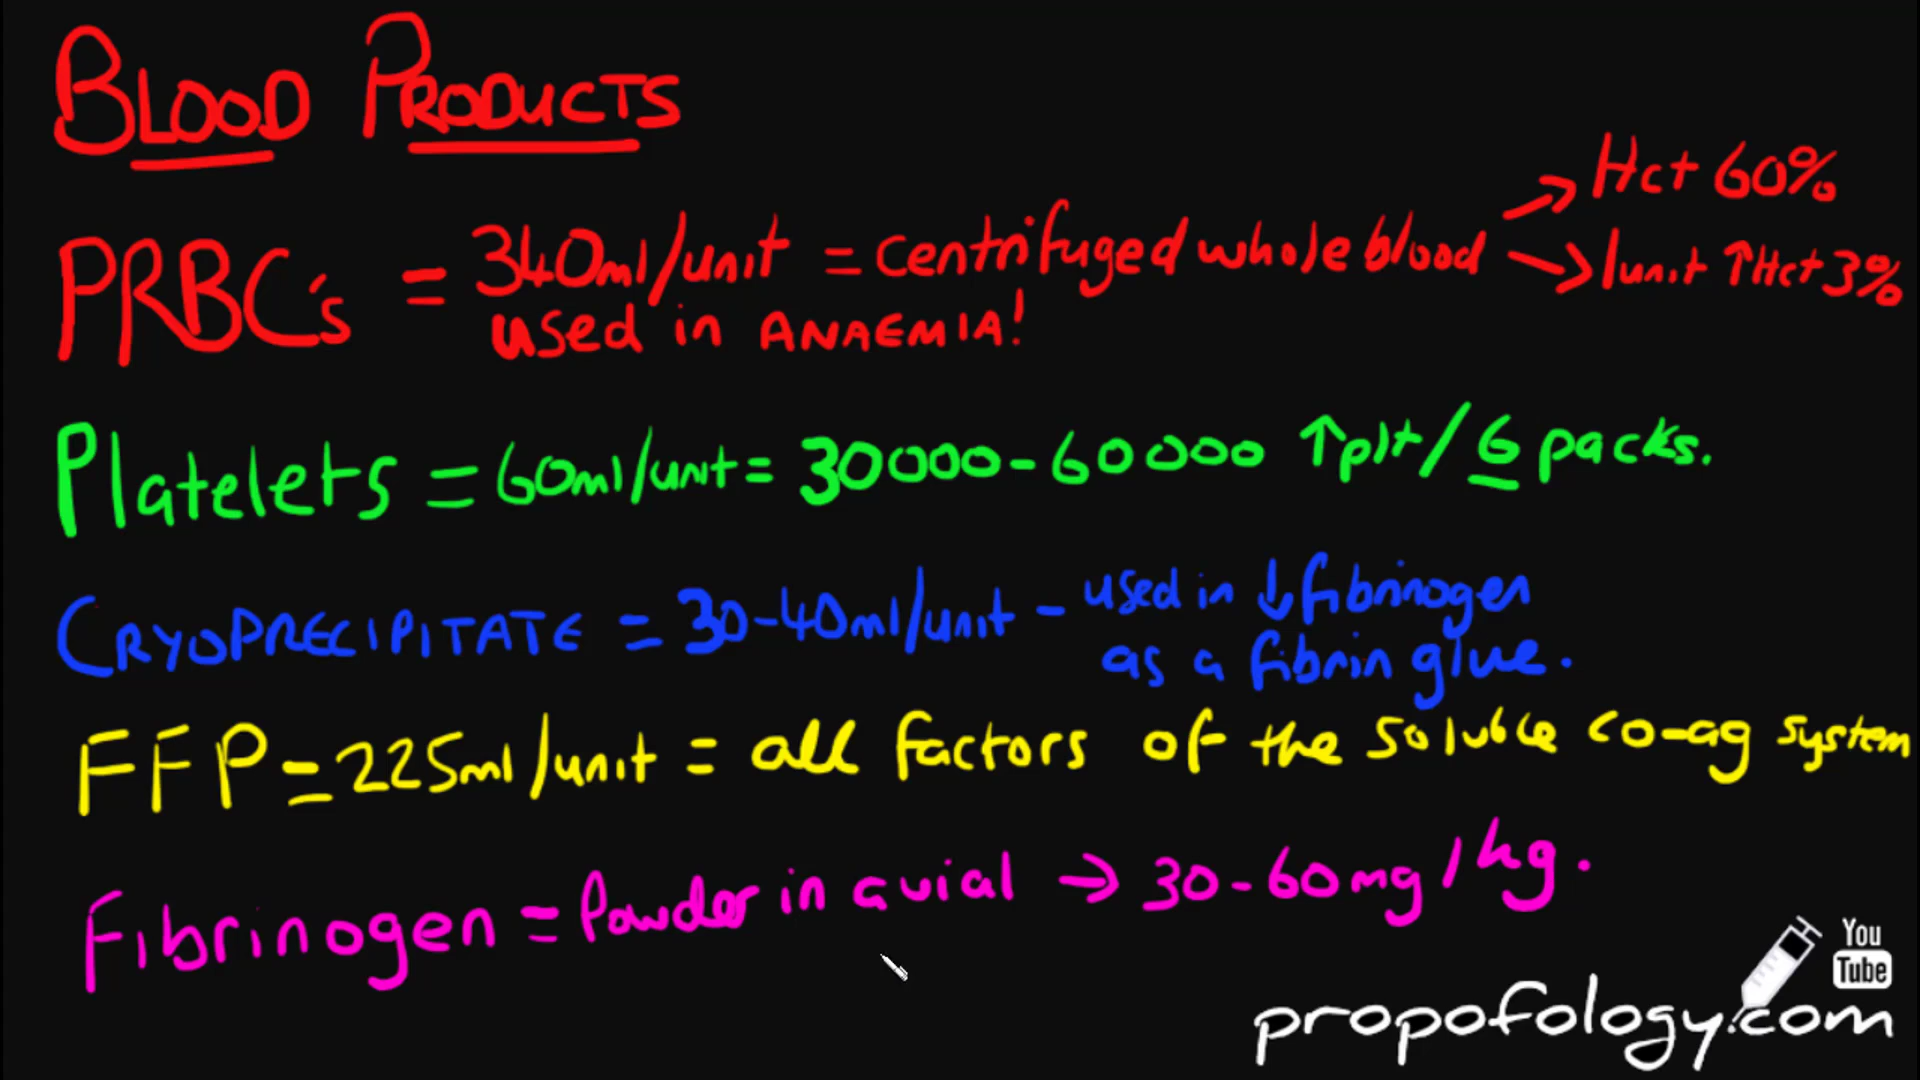 BLOOD PRODUCTS
PRBC's = 340ml/unit = centrifuged whole blood → Hct 60%
→ 1unit ↑Hct 3%
used in ANAEMIA!
Platelets = 60ml/unit = 30000-60000 ↑plt/6 packs.
CRYOPRECIPITATE = 30-40ml/unit - used in ↓fibrinogen
as a fibrin glue.
FFP = 225ml/unit = all factors of the soluble co-ag system
Fibrinogen = Powder in a vial → 30-60mg/kg.
You
Tube
propofology.com